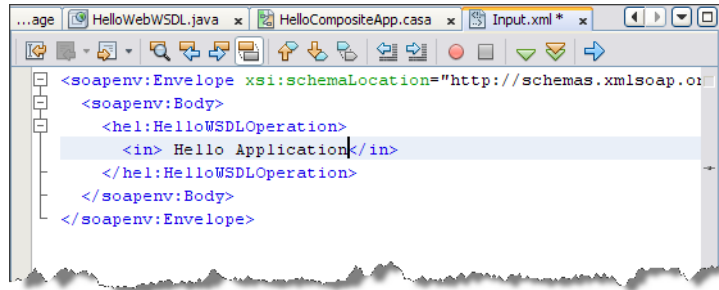 ...age HelloWebWSDL.java x HelloCompositeApp.casa x Input.xml * x
<soapenv:Envelope xsi:schemaLocation="http://schemas.xmlsoap.or
<soapenv:Body>
<hel:HelloWSDLOperation>
<in> Hello Application</in>
</hel:HelloWSDLOperation>
</soapenv:Body>
</soapenv:Envelope>